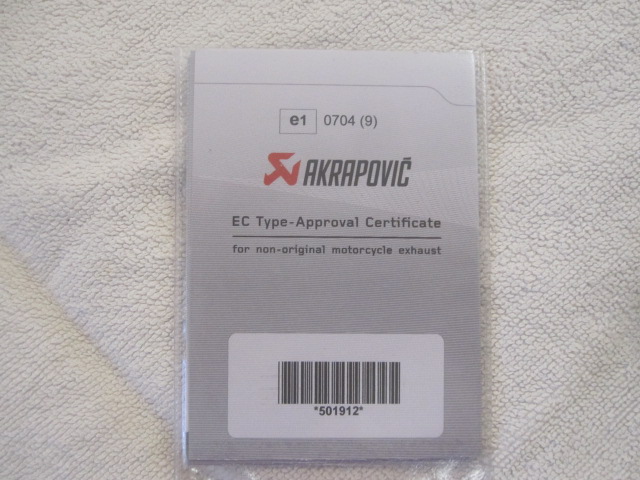 e1 0704 (9)
AKRAPOVIČ
EC Type-Approval Certificate
for non-original motorcycle exhaust
*501912*